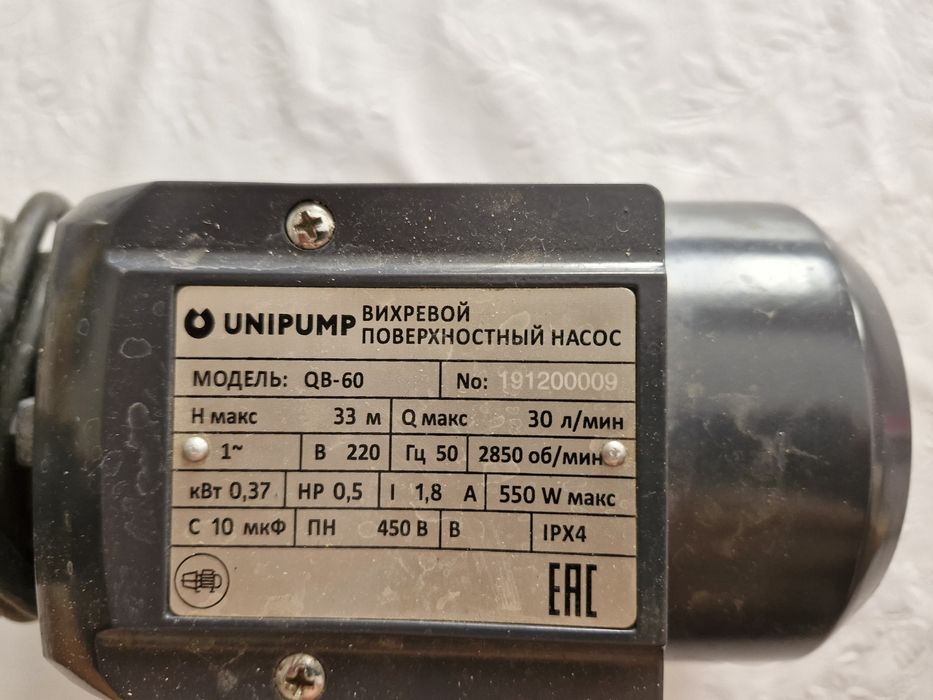 UNIPUMP ВИХРЕВОЙ
ПОВЕРХНОСТНЫЙ НАСОС
МОДЕЛЬ: QB-60 No: 191200009
Н макс 33 м Q макс 30 л/мин
1~ В 220 Гц 50 2850 об/мин
кВт 0,37 HP 0,5 I 1,8 А 550 W макс
С 10 мкФ ПН 450 В В IPX4
EAC